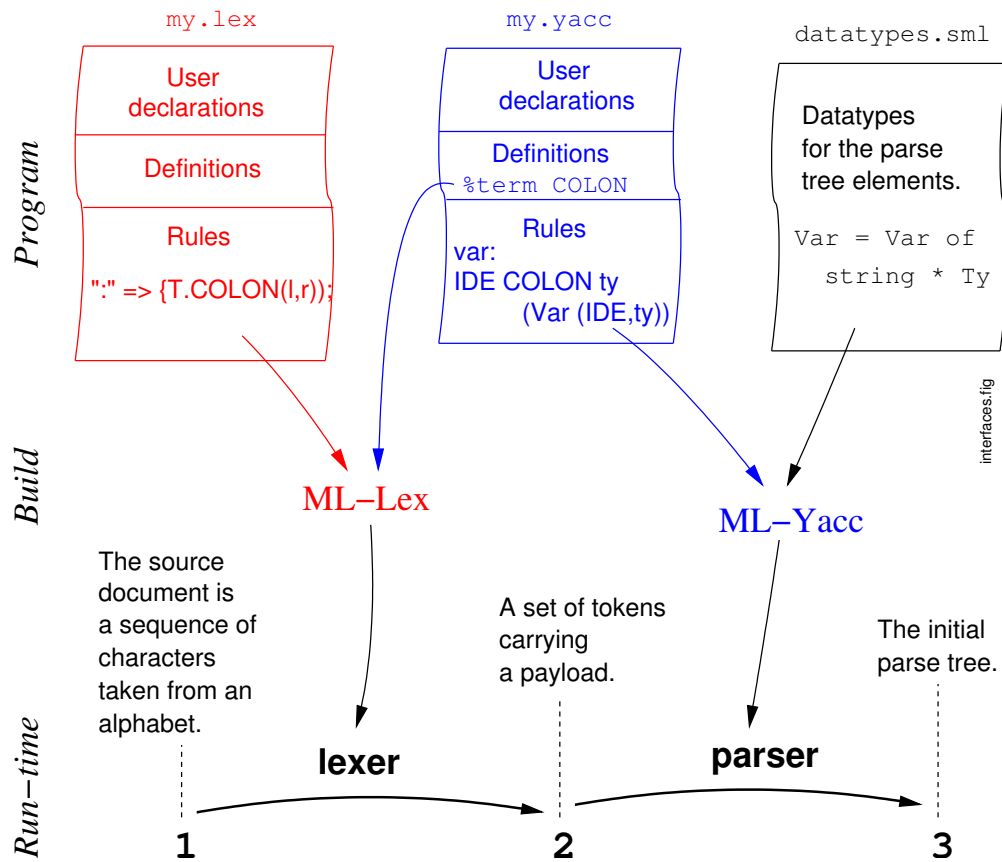 my.lex
my.yacc
datatypes.sml
Program
User
declarations
Definitions
Rules
":" => {T.COLON(l,r));
User
declarations
Definitions
%term COLON
Rules
var:
IDE COLON ty
(Var (IDE,ty))
Datatypes
for the parse
tree elements.
Var = Var of
string * Ty
interfaces.fig
Build
ML−Lex
ML−Yacc
The source
document is
a sequence of
characters
taken from an
alphabet.
A set of tokens
carrying
a payload.
The initial
parse tree.
Run−time
lexer
parser
1
2
3